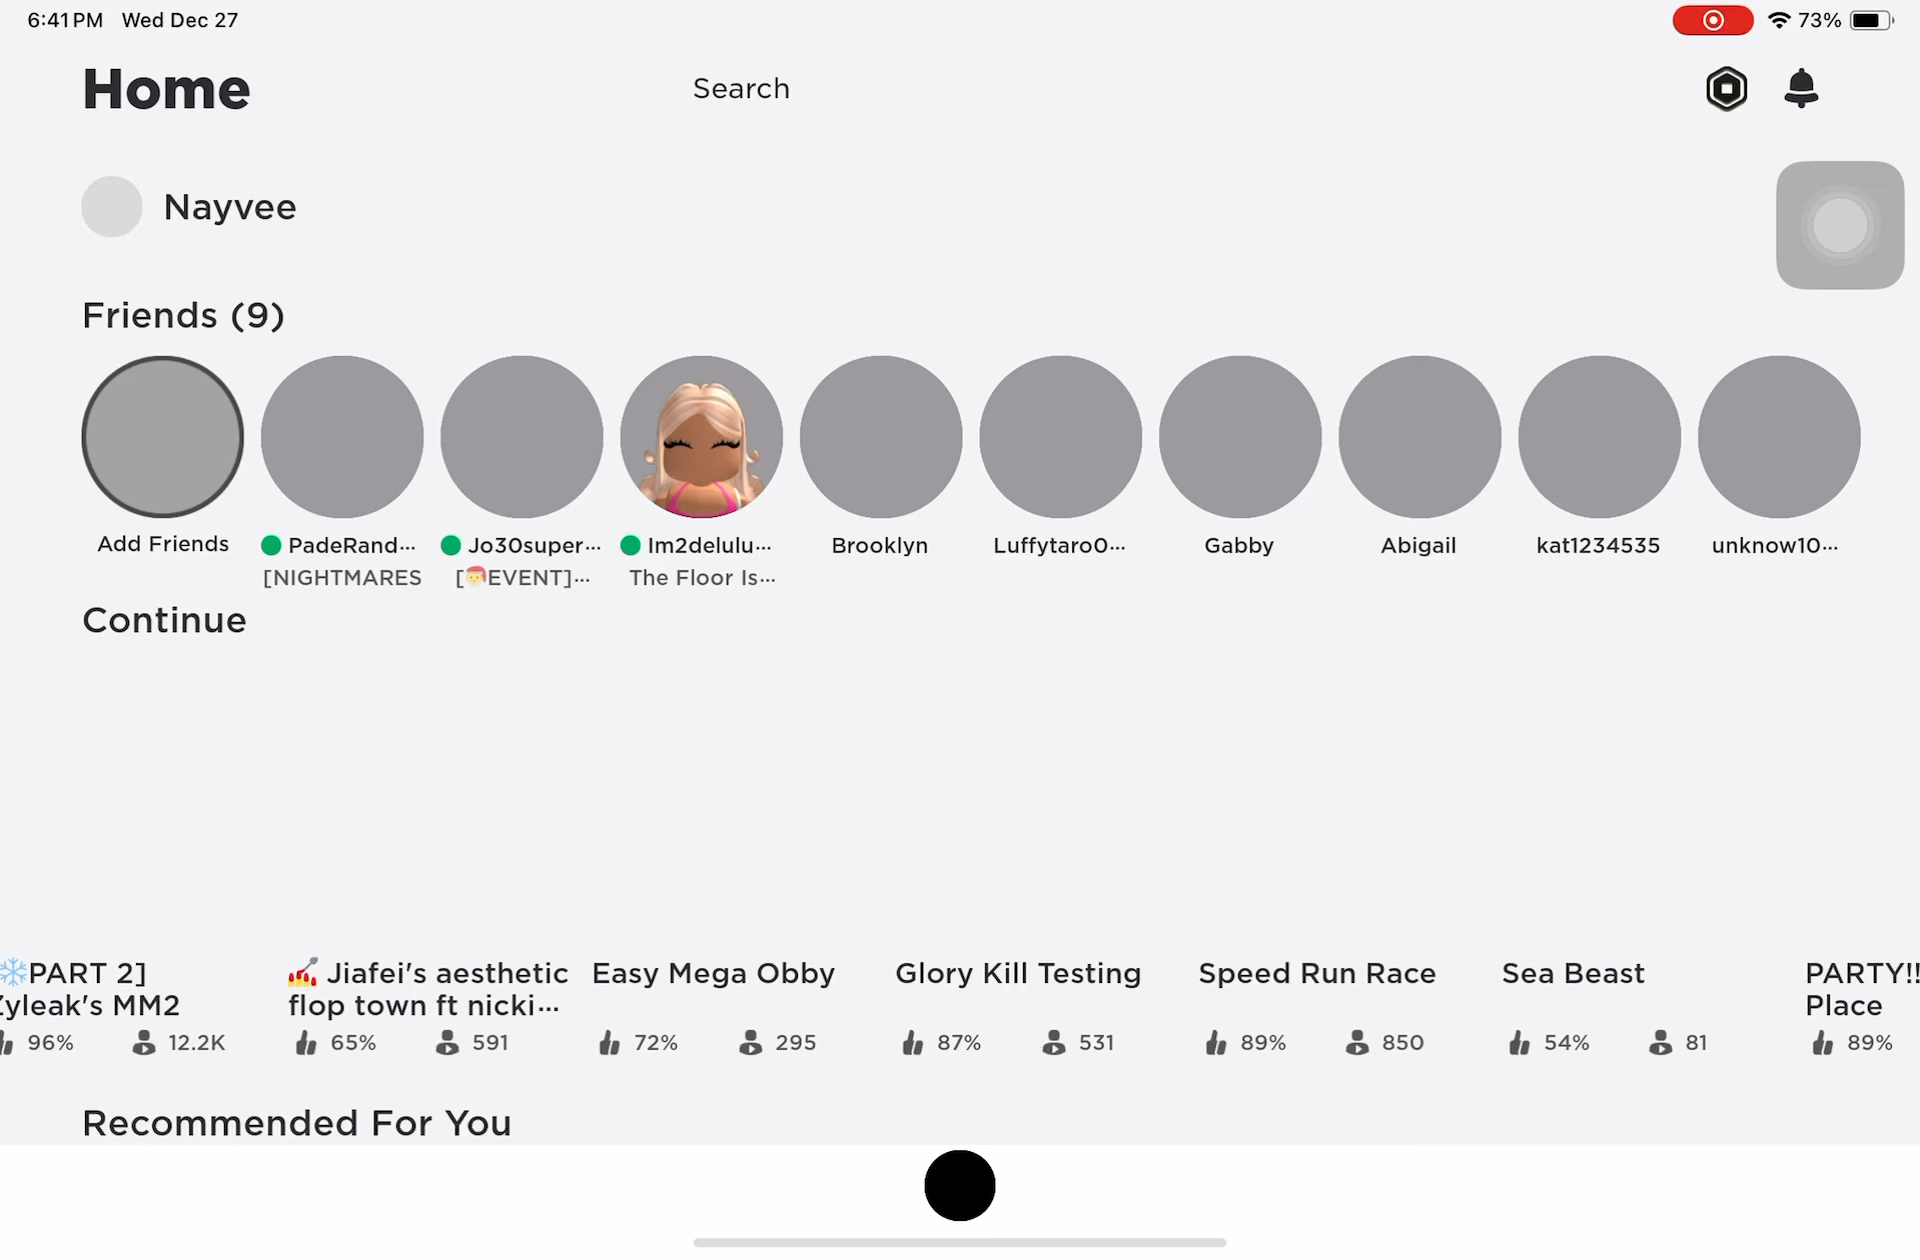 6:41 PM Wed Dec 27
73%
Home
Search
Nayvee
Friends (9)
Add Friends
PadeRand···
Jo30super···
Im2delulu···
Brooklyn
Luffytaro0···
Gabby
Abigail
kat1234535
unknow10···
[NIGHTMARES
[🎅EVENT]···
The Floor Is···
Continue
❄️PART 2]
Zyleak's MM2
96% 12.2K
💅 Jiafei's aesthetic
flop town ft nicki···
65% 591
Easy Mega Obby
72% 295
Glory Kill Testing
87% 531
Speed Run Race
89% 850
Sea Beast
54% 81
PARTY!!
Place
89%
Recommended For You